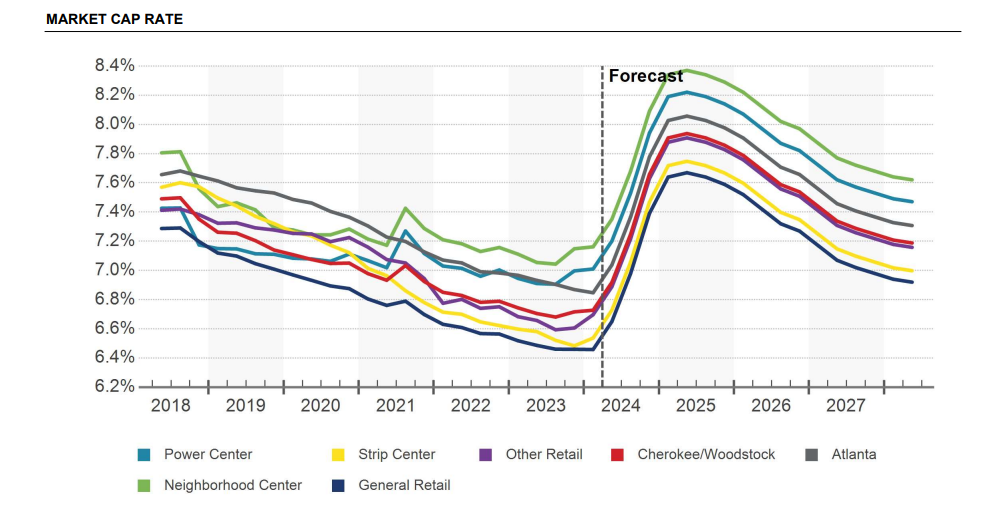 MARKET CAP RATE
8.4%
Forecast
8.2%
8.0%
7.8%
7.6%
7.4%
7.2%
7.0%
6.8%
6.6%
6.4%
6.2%
2018 2019 2020 2021 2022 2023 2024 2025 2026 2027
Power Center Strip Center Other Retail Cherokee/Woodstock Atlanta
Neighborhood Center General Retail